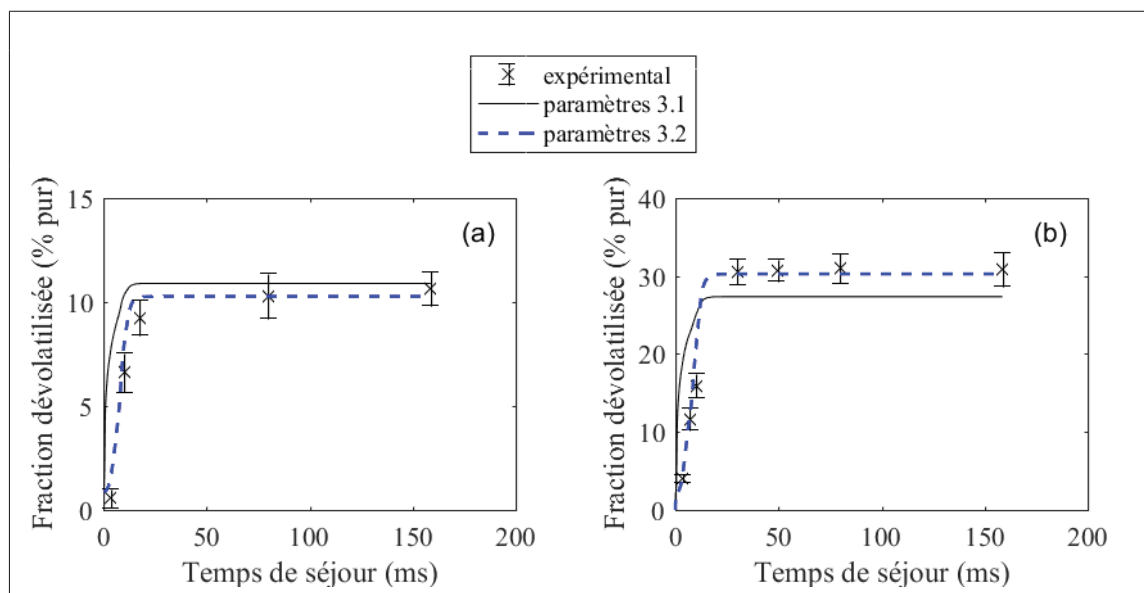 expérimental
paramètres 3.1
paramètres 3.2
Fraction dévolatilisée (% pur)
15
10
5
0
(a)
0 50 100 150 200
Temps de séjour (ms)
Fraction dévolatilisée (% pur)
40
30
20
10
0
(b)
0 50 100 150 200
Temps de séjour (ms)